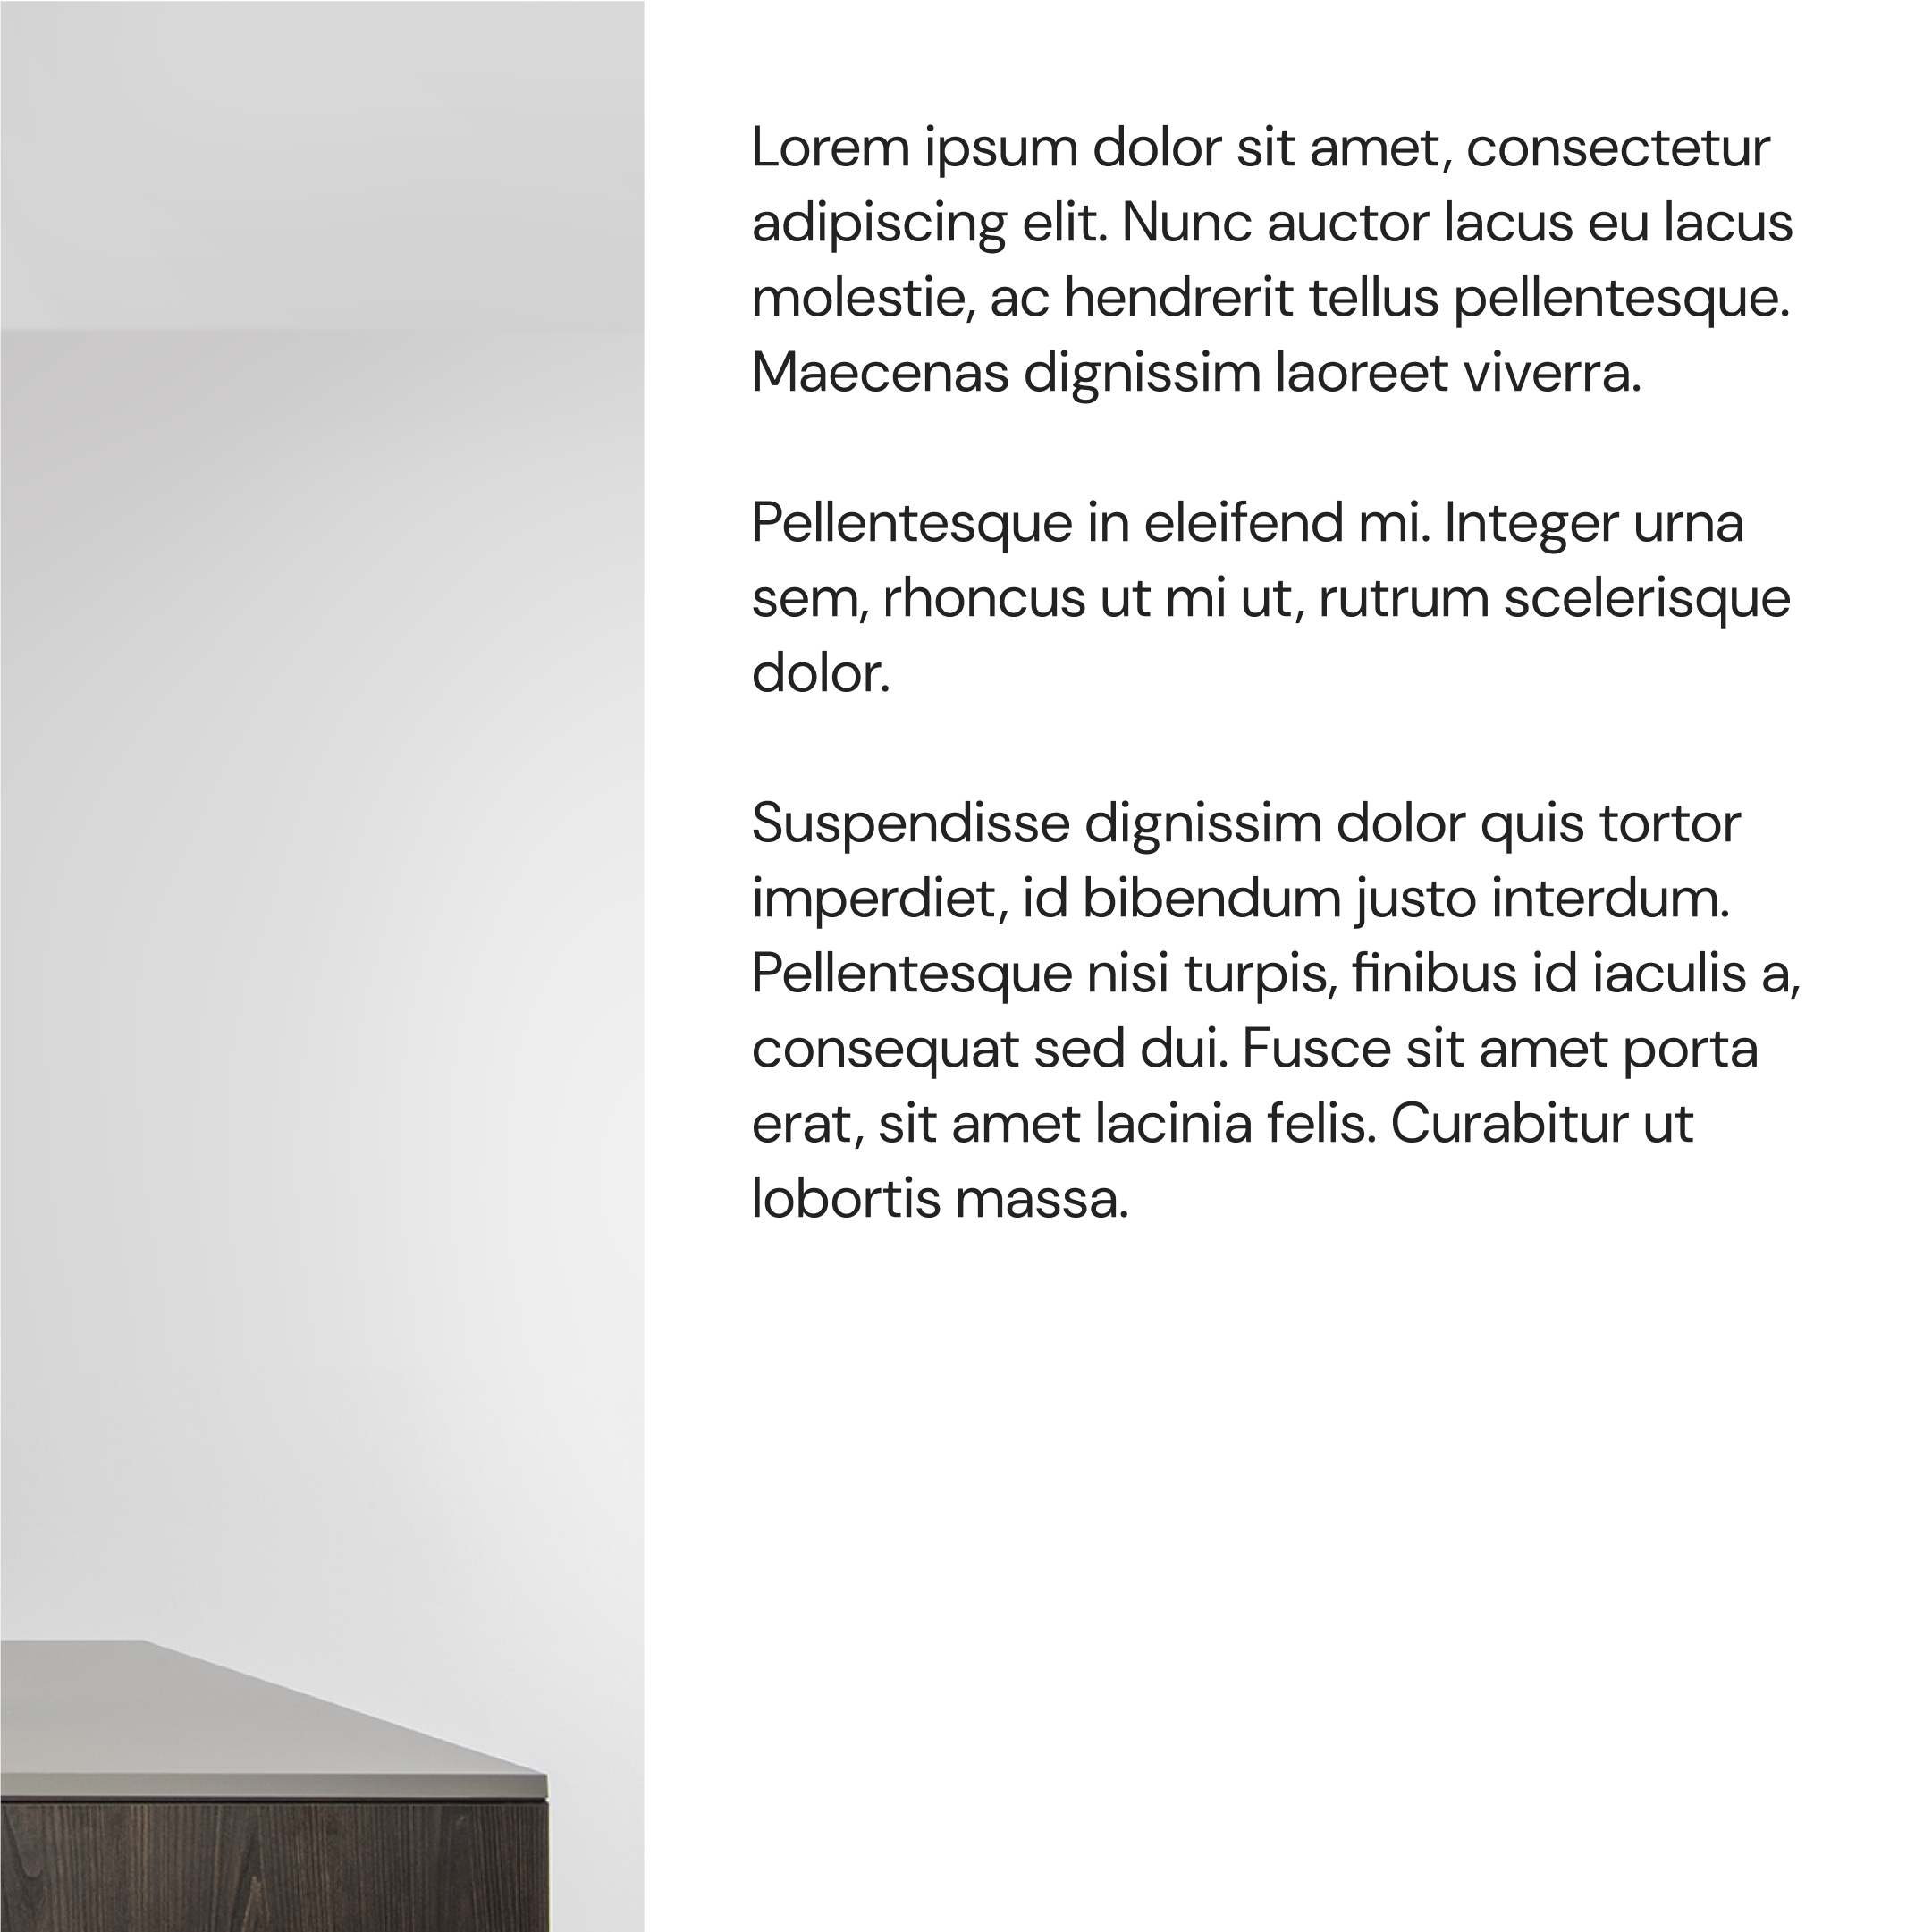 Lorem ipsum dolor sit amet, consectetur
adipiscing elit. Nunc auctor lacus eu lacus
molestie, ac hendrerit tellus pellentesque.
Maecenas dignissim laoreet viverra.
Pellentesque in eleifend mi. Integer urna
sem, rhoncus ut mi ut, rutrum scelerisque
dolor.
Suspendisse dignissim dolor quis tortor
imperdiet, id bibendum justo interdum.
Pellentesque nisi turpis, finibus id iaculis a,
consequat sed dui. Fusce sit amet porta
erat, sit amet lacinia felis. Curabitur ut
lobortis massa.